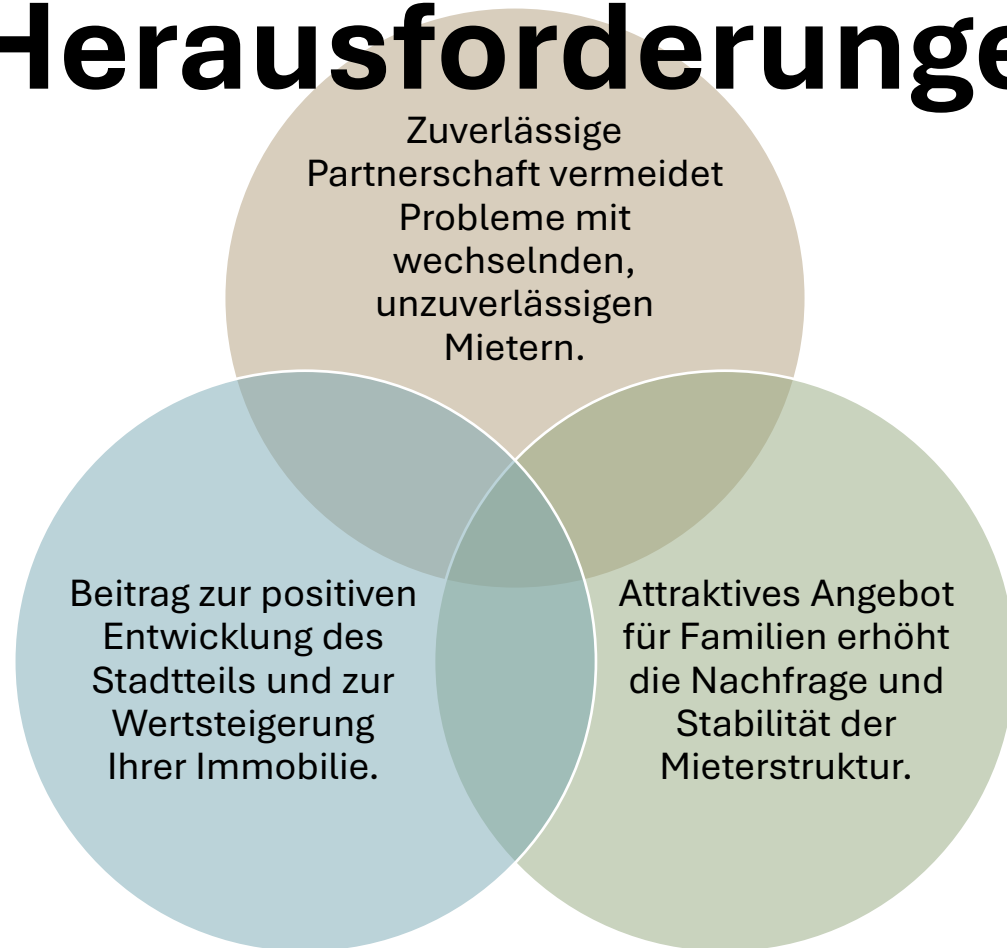 Herausforderunge
Zuverlässige
Partnerschaft vermeidet
Probleme mit
wechselnden,
unzuverlässigen
Mietern.
Beitrag zur positiven
Entwicklung des
Stadtteils und zur
Wertsteigerung
Ihrer Immobilie.
Attraktives Angebot
für Familien erhöht
die Nachfrage und
Stabilität der
Mieterstruktur.